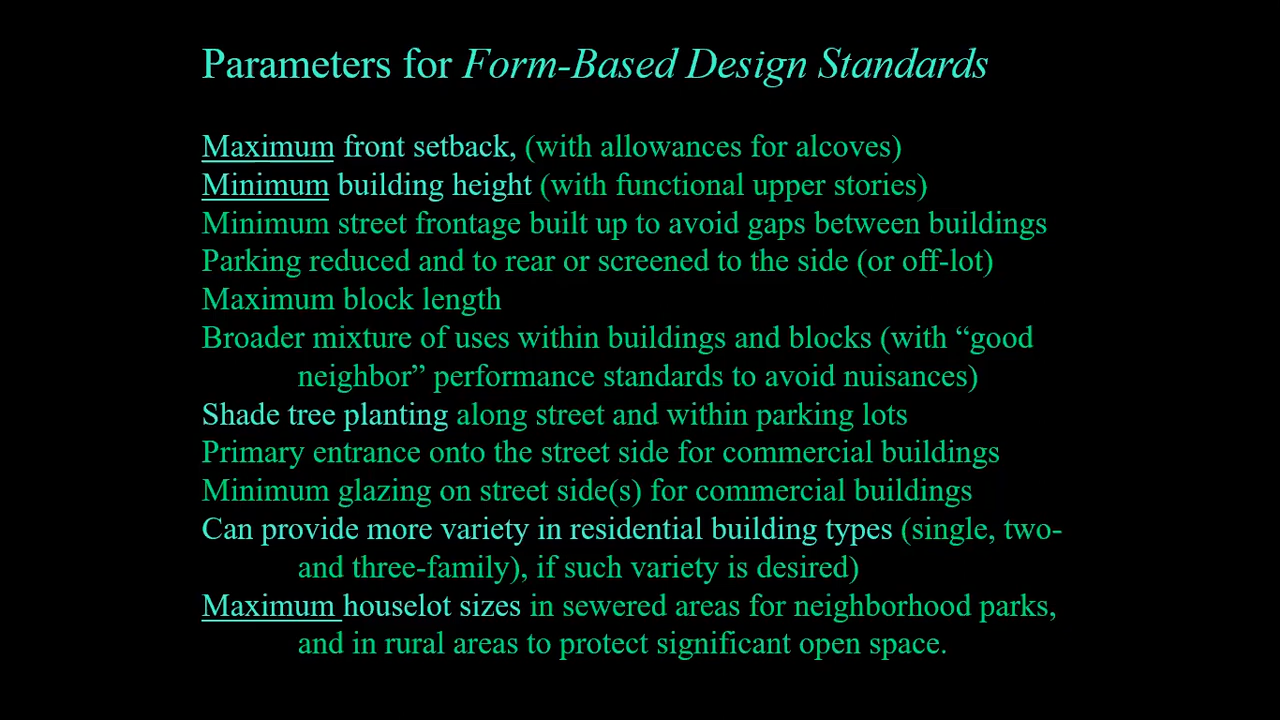 Parameters for Form-Based Design Standards
Maximum front setback, (with allowances for alcoves)
Minimum building height (with functional upper stories)
Minimum street frontage built up to avoid gaps between buildings
Parking reduced and to rear or screened to the side (or off-lot)
Maximum block length
Broader mixture of uses within buildings and blocks (with “good
neighbor” performance standards to avoid nuisances)
Shade tree planting along street and within parking lots
Primary entrance onto the street side for commercial buildings
Minimum glazing on street side(s) for commercial buildings
Can provide more variety in residential building types (single, two-
and three-family), if such variety is desired)
Maximum houselot sizes in sewered areas for neighborhood parks,
and in rural areas to protect significant open space.